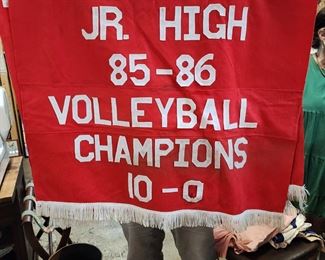 JR. HIGH
85-86
VOLLEYBALL
CHAMPIONS
10-0